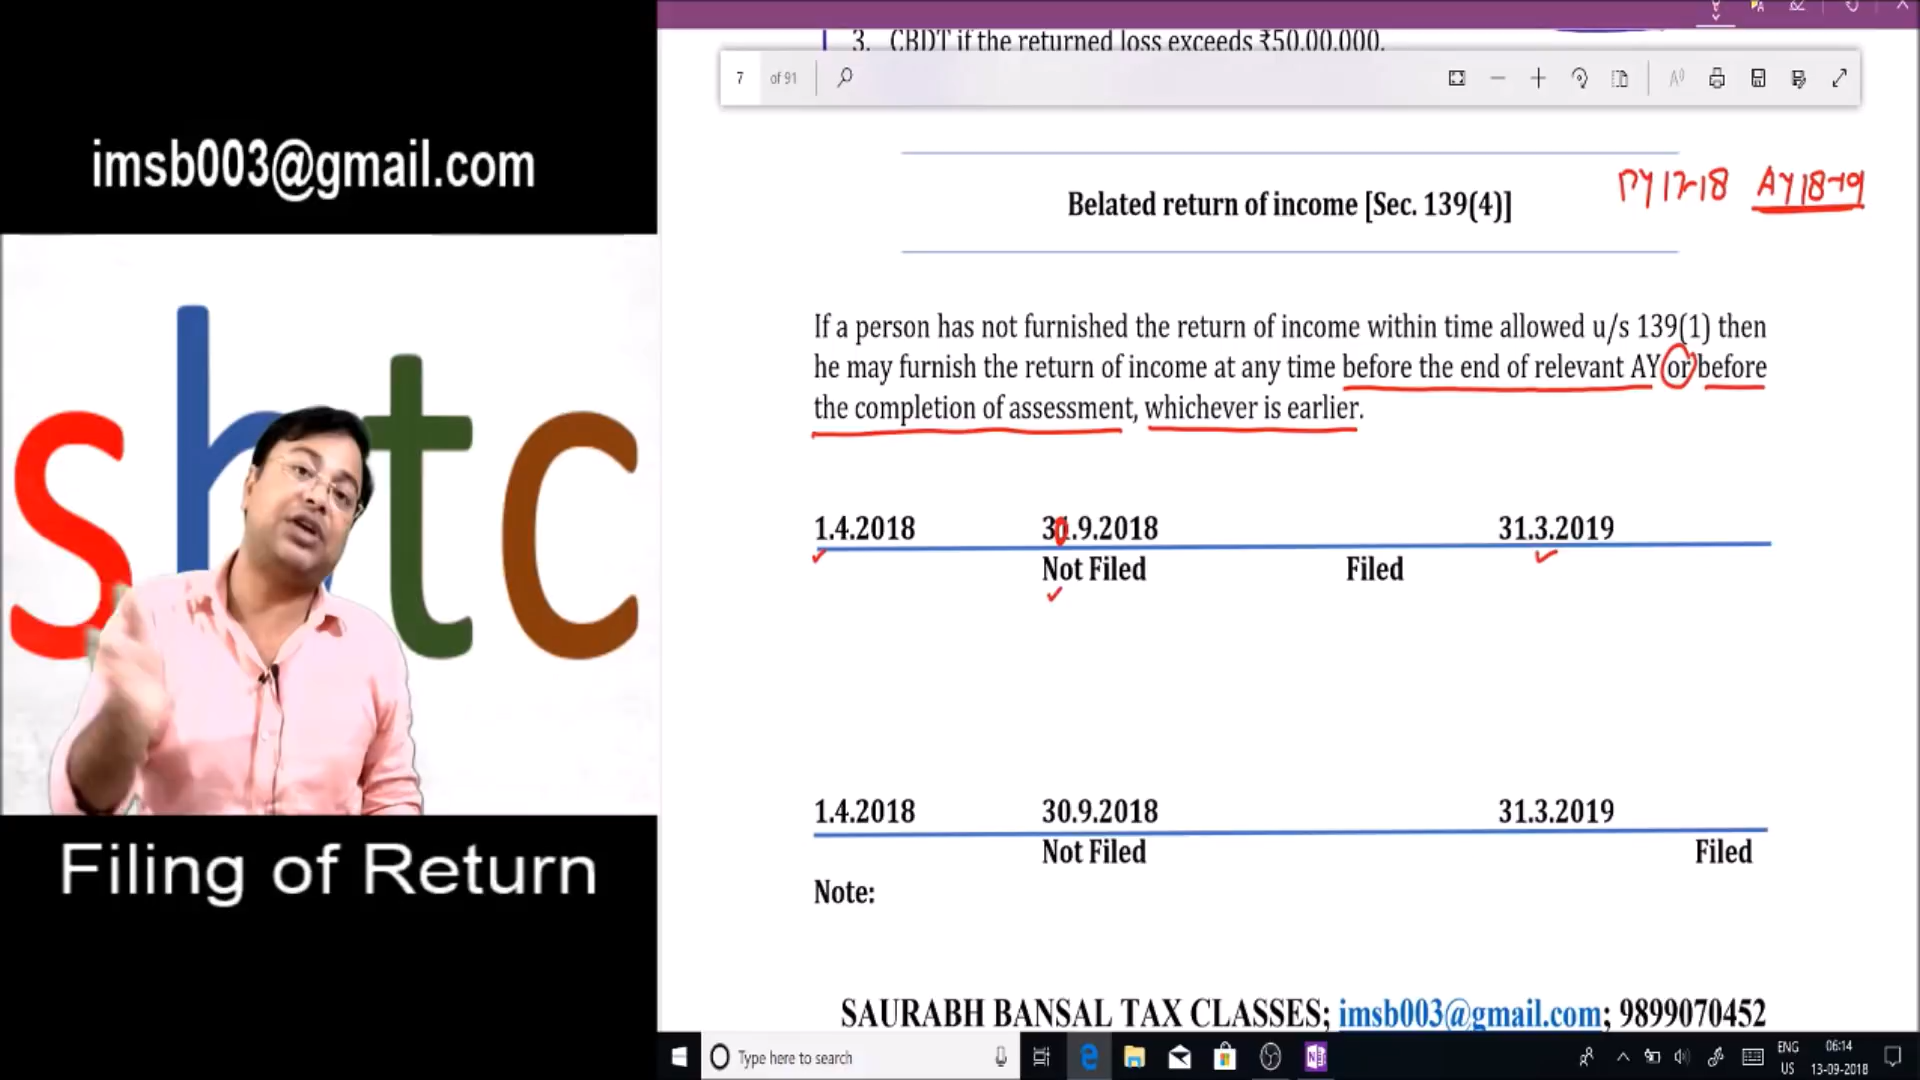 imsb003@gmail.com
shtc
Filing of Return
3. CBDT if the returned loss exceeds ₹50,00,000.
7 of 91
Belated return of income [Sec. 139(4)]
PY 17-18 AY 18-19
If a person has not furnished the return of income within time allowed u/s 139(1) then
he may furnish the return of income at any time before the end of relevant AY or before
the completion of assessment, whichever is earlier.
1.4.2018 30.9.2018 31.3.2019
Not Filed Filed
1.4.2018 30.9.2018 31.3.2019
Not Filed Filed
Note:
SAURABH BANSAL TAX CLASSES; imsb003@gmail.com; 9899070452
Type here to search
ENG 06:14
US 13-09-2018